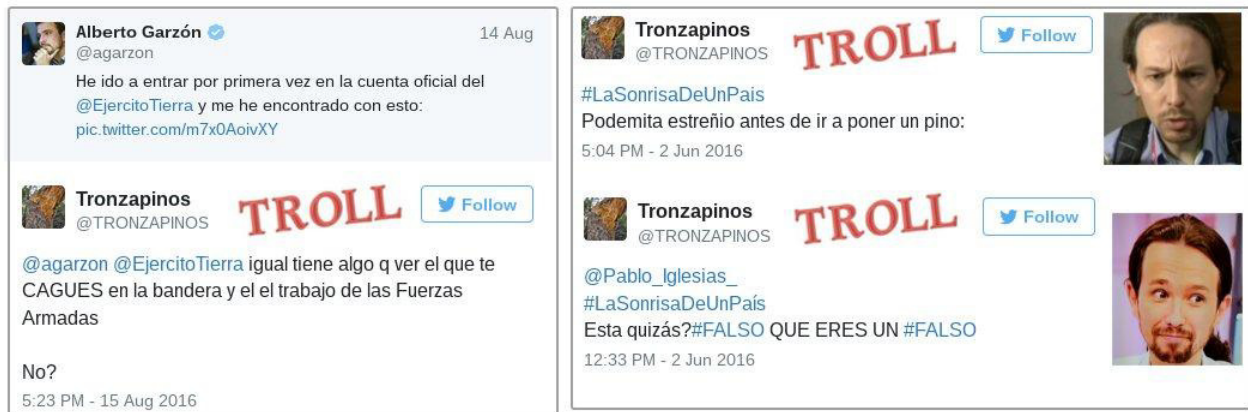 Alberto Garzón
14 Aug
@agarzon
He ido a entrar por primera vez en la cuenta oficial del
@EjercitoTierra y me he encontrado con esto:
pic.twitter.com/m7x0AoivXY
Tronzapinos
@TRONZAPINOS
TROLL
Follow
@agarzon @EjercitoTierra igual tiene algo q ver el que te
CAGUES en la bandera y el el trabajo de las Fuerzas
Armadas
No?
5:23 PM - 15 Aug 2016
Tronzapinos
@TRONZAPINOS
TROLL
Follow
#LaSonrisaDeUnPais
Podemita estreñio antes de ir a poner un pino:
5:04 PM - 2 Jun 2016
Tronzapinos
@TRONZAPINOS
TROLL
Follow
@Pablo_Iglesias_
#LaSonrisaDeUnPaís
Esta quizás?#FALSO QUE ERES UN #FALSO
12:33 PM - 2 Jun 2016